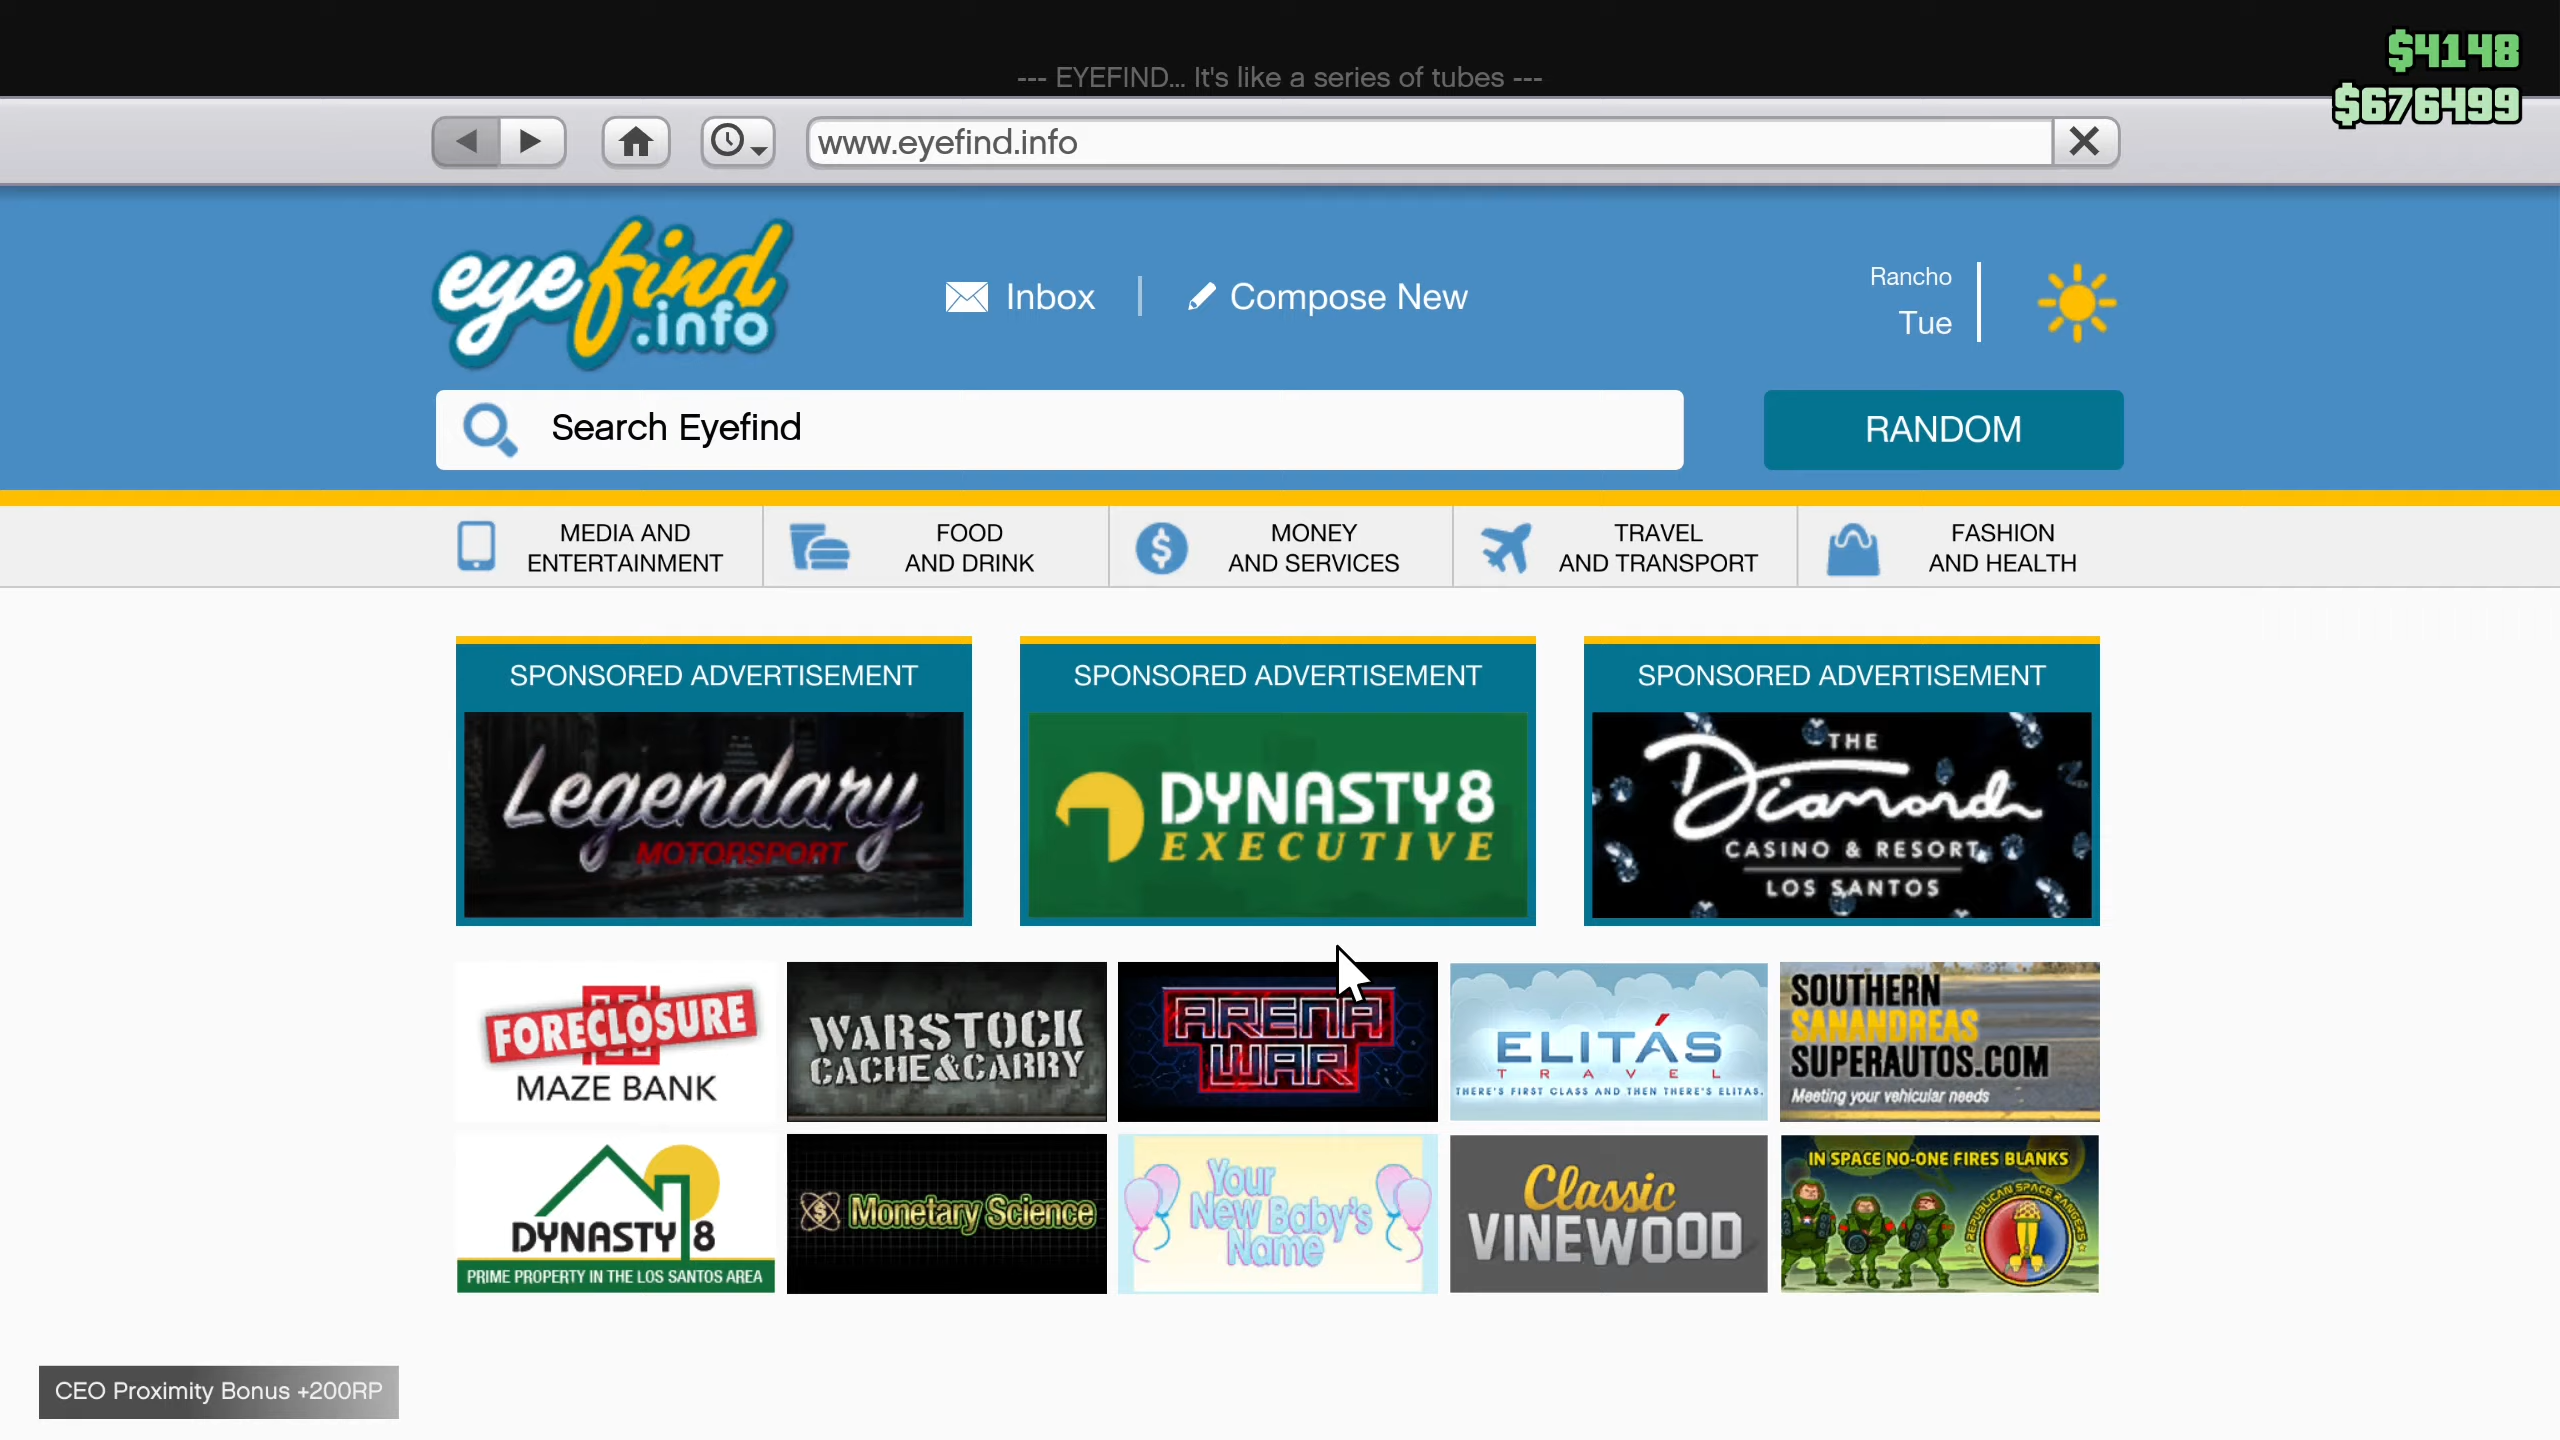 --- EYEFIND... It's like a series of tubes ---
$4148
$676499
www.eyefind.info
eyefind
.info
Inbox
Compose New
Rancho
Tue
Search Eyefind
RANDOM
MEDIA AND
ENTERTAINMENT
FOOD
AND DRINK
MONEY
AND SERVICES
TRAVEL
AND TRANSPORT
FASHION
AND HEALTH
SPONSORED ADVERTISEMENT
Legendary
MOTORSPORT
SPONSORED ADVERTISEMENT
DYNASTY8
EXECUTIVE
SPONSORED ADVERTISEMENT
THE
Diamond
CASINO & RESORT
LOS SANTOS
FORECLOSURE
MAZE BANK
WARSTOCK
CACHE&CARRY
ARENA
WAR
ELITÁS
TRAVEL
THERE'S FIRST CLASS AND THEN THERE'S ELITAS.
SOUTHERN
SANANDREAS
SUPERAUTOS.COM
Meeting your vehicular needs
DYNASTY 8
PRIME PROPERTY IN THE LOS SANTOS AREA
Monetary Science
Your
New Baby's
Name
Classic
VINEWOOD
IN SPACE NO-ONE FIRES BLANKS
REPUBLICAN SPACE RANGERS
CEO Proximity Bonus +200RP